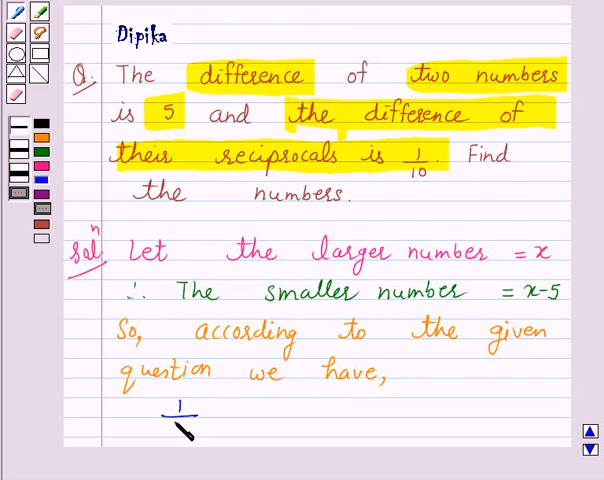 Dipika
Q. The difference of two numbers
is 5 and the difference of
their reciprocals is 1/10. Find
the numbers.
Solⁿ Let the larger number = x
∴ The smaller number = x-5
So, according to the given
question we have,
1